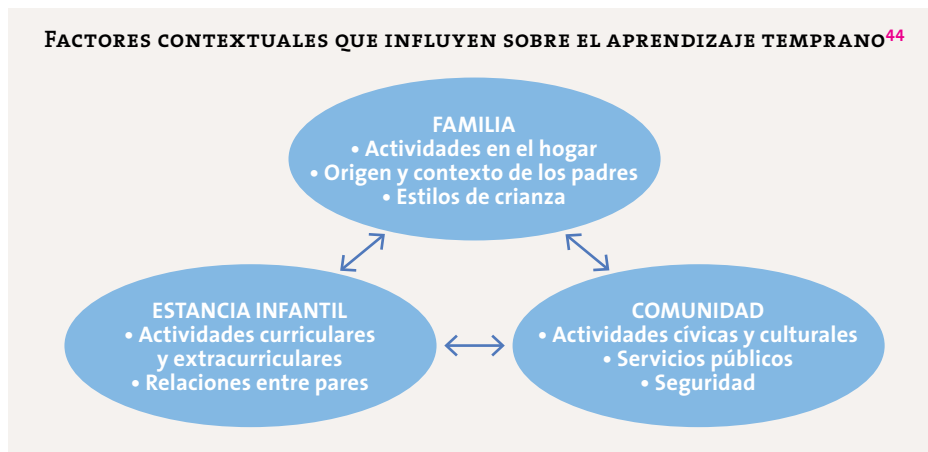 FACTORES CONTEXTUALES QUE INFLUYEN SOBRE EL APRENDIZAJE TEMPRANO44
FAMILIA
• Actividades en el hogar
• Origen y contexto de los padres
• Estilos de crianza
ESTANCIA INFANTIL
• Actividades curriculares
y extracurriculares
• Relaciones entre pares
COMUNIDAD
• Actividades cívicas y culturales
• Servicios públicos
• Seguridad